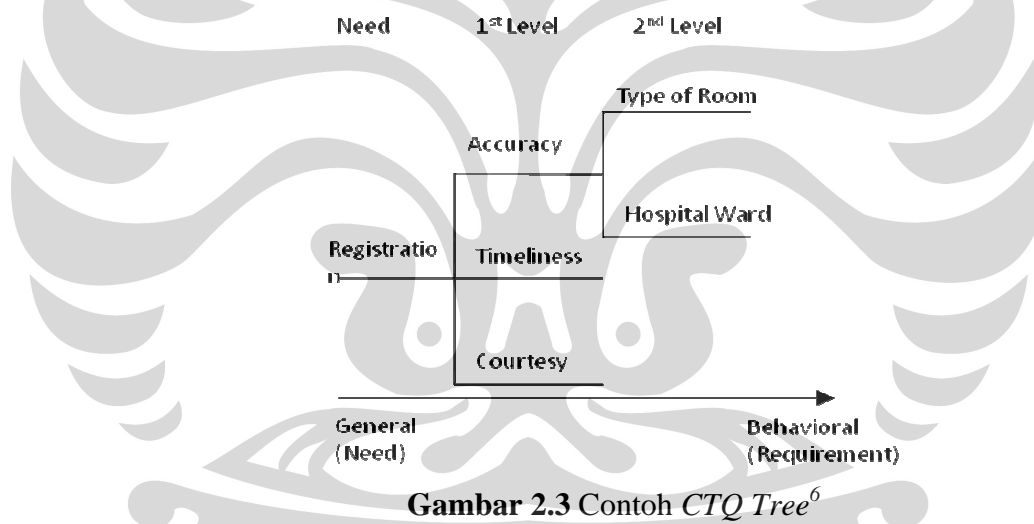 Need 1st Level 2nd Level
Type of Room
Accuracy
Hospital Ward
Registratio
n
Timeliness
Courtesy
General
(Need)
Behavioral
(Requirement)
Gambar 2.3 Contoh CTQ Tree6